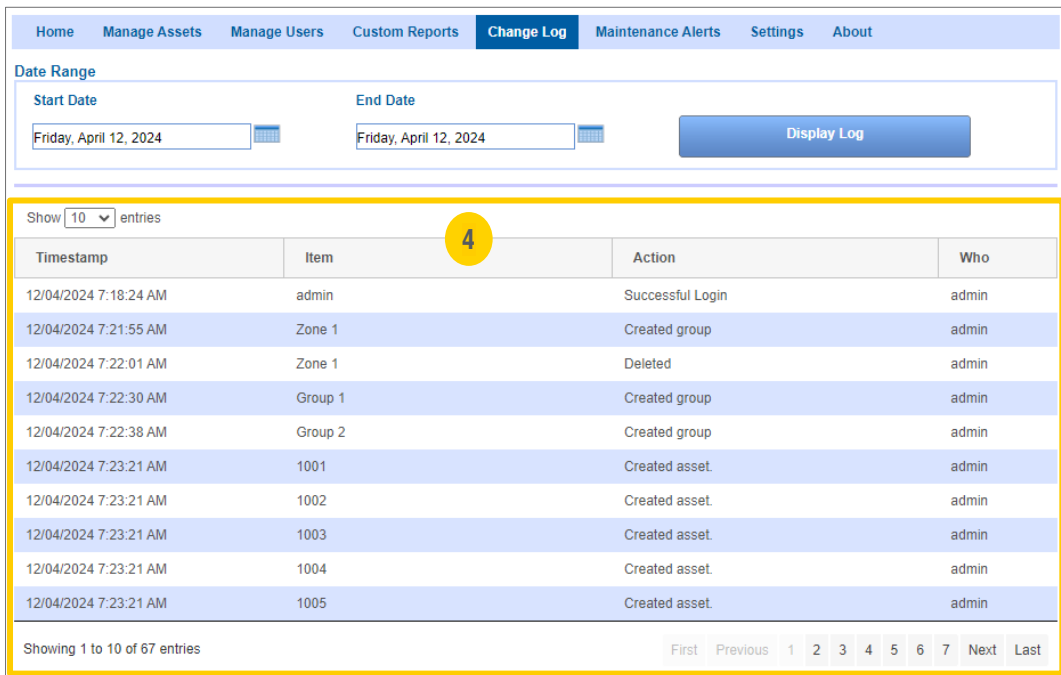 Home Manage Assets Manage Users Custom Reports Change Log Maintenance Alerts Settings About
Date Range
Start Date End Date
Friday, April 12, 2024 Friday, April 12, 2024 Display Log
Show 10 entries
4
Timestamp Item Action Who
12/04/2024 7:18:24 AM admin Successful Login admin
12/04/2024 7:21:55 AM Zone 1 Created group admin
12/04/2024 7:22:01 AM Zone 1 Deleted admin
12/04/2024 7:22:30 AM Group 1 Created group admin
12/04/2024 7:22:38 AM Group 2 Created group admin
12/04/2024 7:23:21 AM 1001 Created asset. admin
12/04/2024 7:23:21 AM 1002 Created asset. admin
12/04/2024 7:23:21 AM 1003 Created asset. admin
12/04/2024 7:23:21 AM 1004 Created asset. admin
12/04/2024 7:23:21 AM 1005 Created asset. admin
Showing 1 to 10 of 67 entries First Previous 1 2 3 4 5 6 7 Next Last